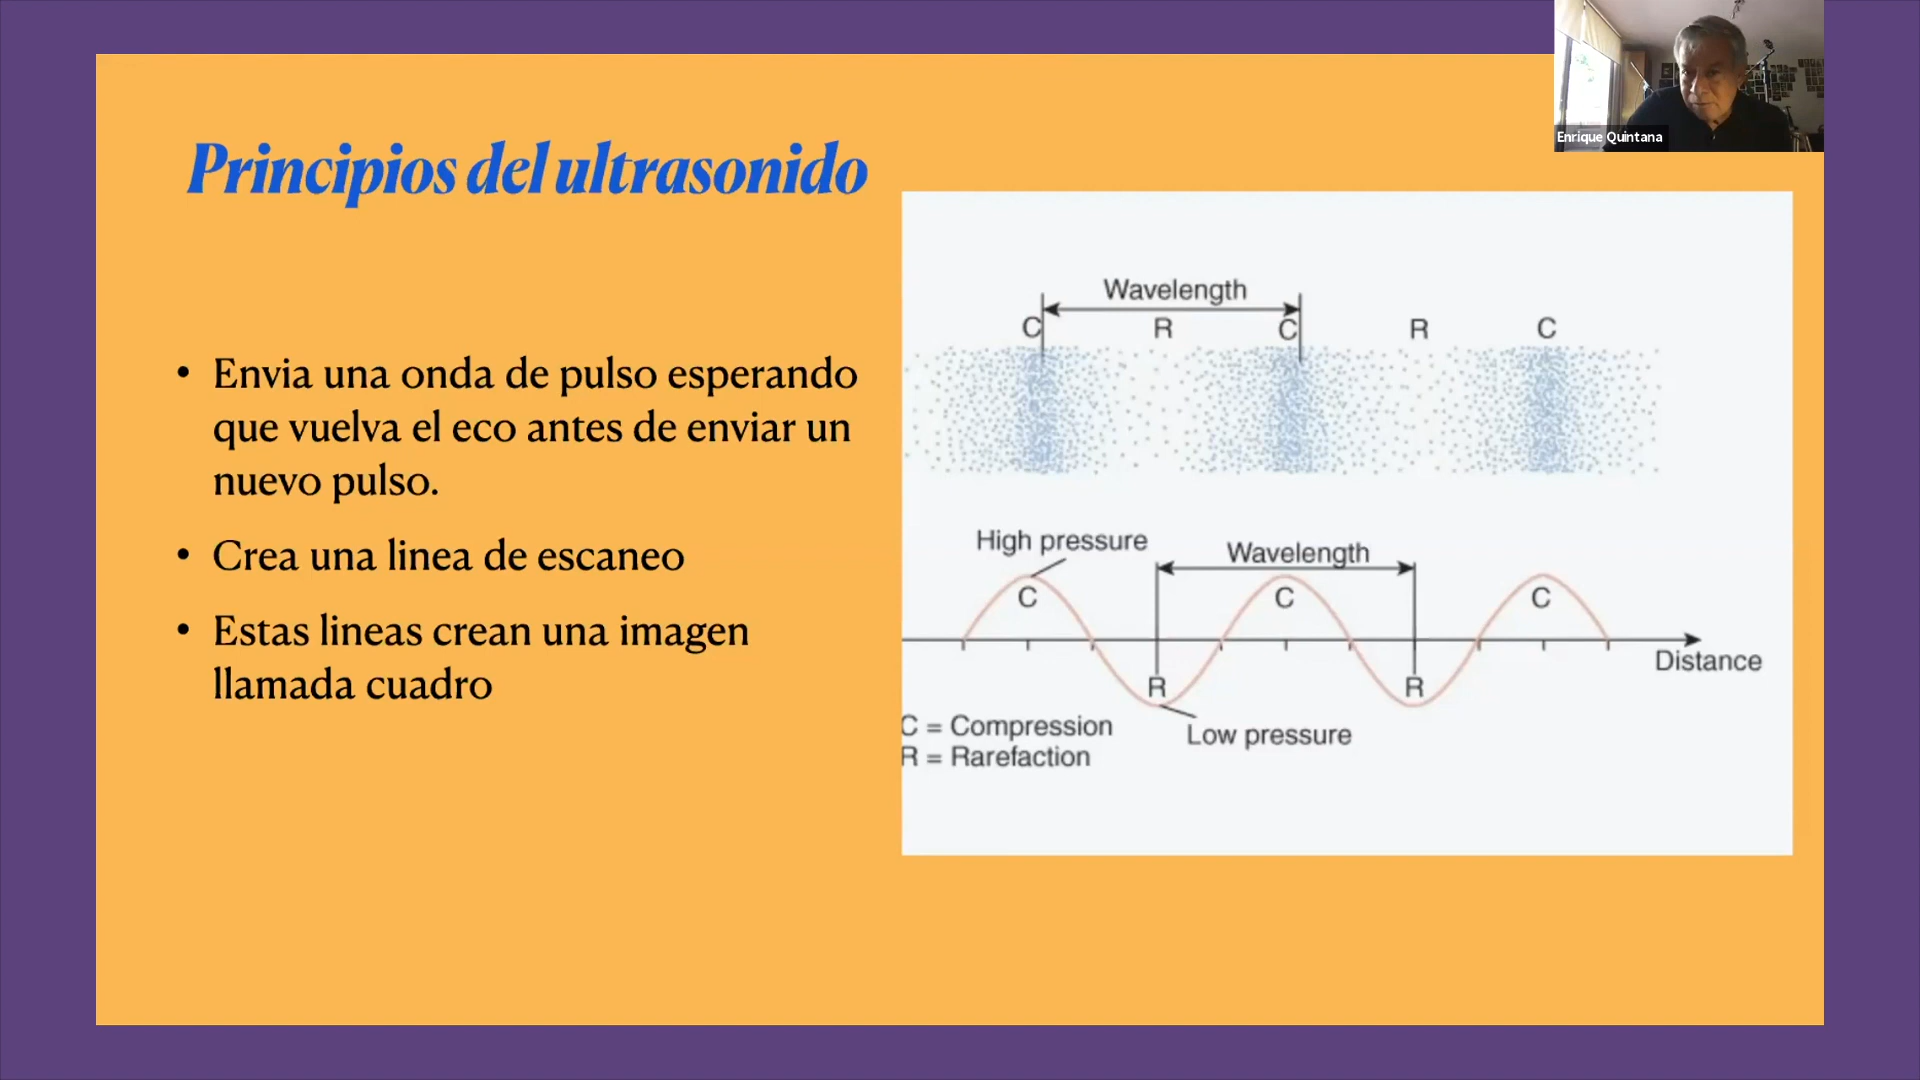 Enrique Quintana
Principios del ultrasonido
• Envia una onda de pulso esperando
que vuelva el eco antes de enviar un
nuevo pulso.
• Crea una linea de escaneo
• Estas lineas crean una imagen
llamada cuadro
Wavelength
C R C R C
High pressure
Wavelength
C C C
Distance
R R
C = Compression
Low pressure
R = Rarefaction